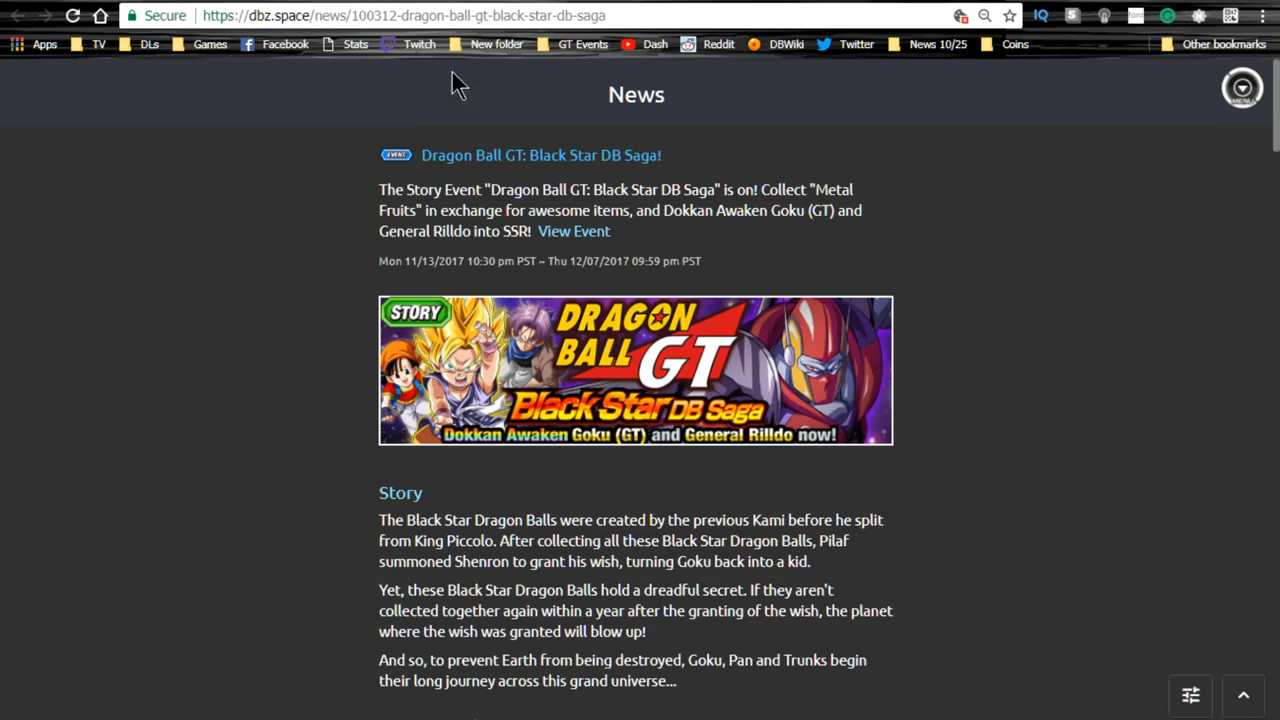 Secure https://dbz.space/news/100312-dragon-ball-gt-black-star-db-saga
Apps TV DLs Games Facebook Stats Twitch New folder GT Events Dash Reddit DBWiki Twitter News 10/25 Coins Other bookmarks
News
MENU
EVENT Dragon Ball GT: Black Star DB Saga!
The Story Event "Dragon Ball GT: Black Star DB Saga" is on! Collect "Metal
Fruits" in exchange for awesome items, and Dokkan Awaken Goku (GT) and
General Rilldo into SSR! View Event
Mon 11/13/2017 10:30 pm PST ~ Thu 12/07/2017 09:59 pm PST
STORY
DRAGON
BALL GT
Black Star DB Saga
Dokkan Awaken Goku (GT) and General Rilldo now!
Story
The Black Star Dragon Balls were created by the previous Kami before he split
from King Piccolo. After collecting all these Black Star Dragon Balls, Pilaf
summoned Shenron to grant his wish, turning Goku back into a kid.
Yet, these Black Star Dragon Balls hold a dreadful secret. If they aren't
collected together again within a year after the granting of the wish, the planet
where the wish was granted will blow up!
And so, to prevent Earth from being destroyed, Goku, Pan and Trunks begin
their long journey across this grand universe...